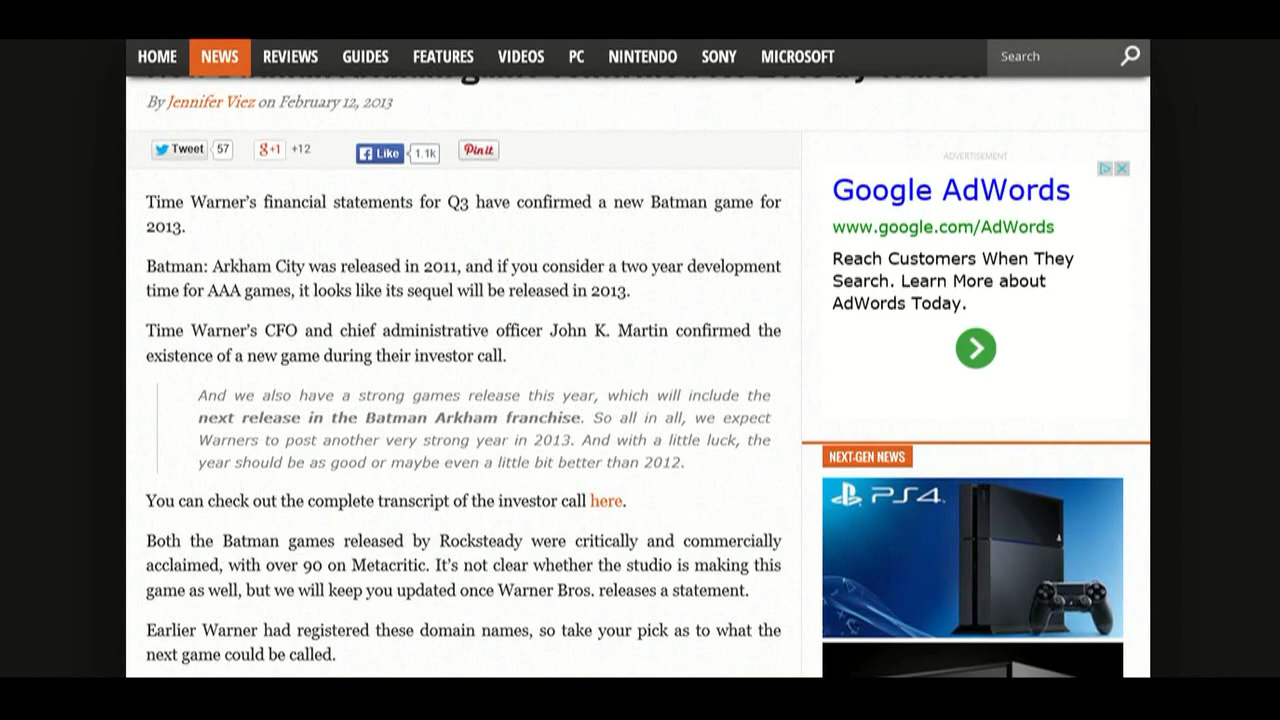 HOME NEWS REVIEWS GUIDES FEATURES VIDEOS PC NINTENDO SONY MICROSOFT Search
By Jennifer Viez on February 12, 2013
Tweet 57 g+1 +12 Like 1.1k Pin it
Time Warner's financial statements for Q3 have confirmed a new Batman game for
2013.
Batman: Arkham City was released in 2011, and if you consider a two year development
time for AAA games, it looks like its sequel will be released in 2013.
Time Warner's CFO and chief administrative officer John K. Martin confirmed the
existence of a new game during their investor call.
And we also have a strong games release this year, which will include the
next release in the Batman Arkham franchise. So all in all, we expect
Warners to post another very strong year in 2013. And with a little luck, the
year should be as good or maybe even a little bit better than 2012.
You can check out the complete transcript of the investor call here.
Both the Batman games released by Rocksteady were critically and commercially
acclaimed, with over 90 on Metacritic. It's not clear whether the studio is making this
game as well, but we will keep you updated once Warner Bros. releases a statement.
Earlier Warner had registered these domain names, so take your pick as to what the
next game could be called.
ADVERTISEMENT
Google AdWords
www.google.com/AdWords
Reach Customers When They
Search. Learn More about
AdWords Today.
NEXT-GEN NEWS
PS4